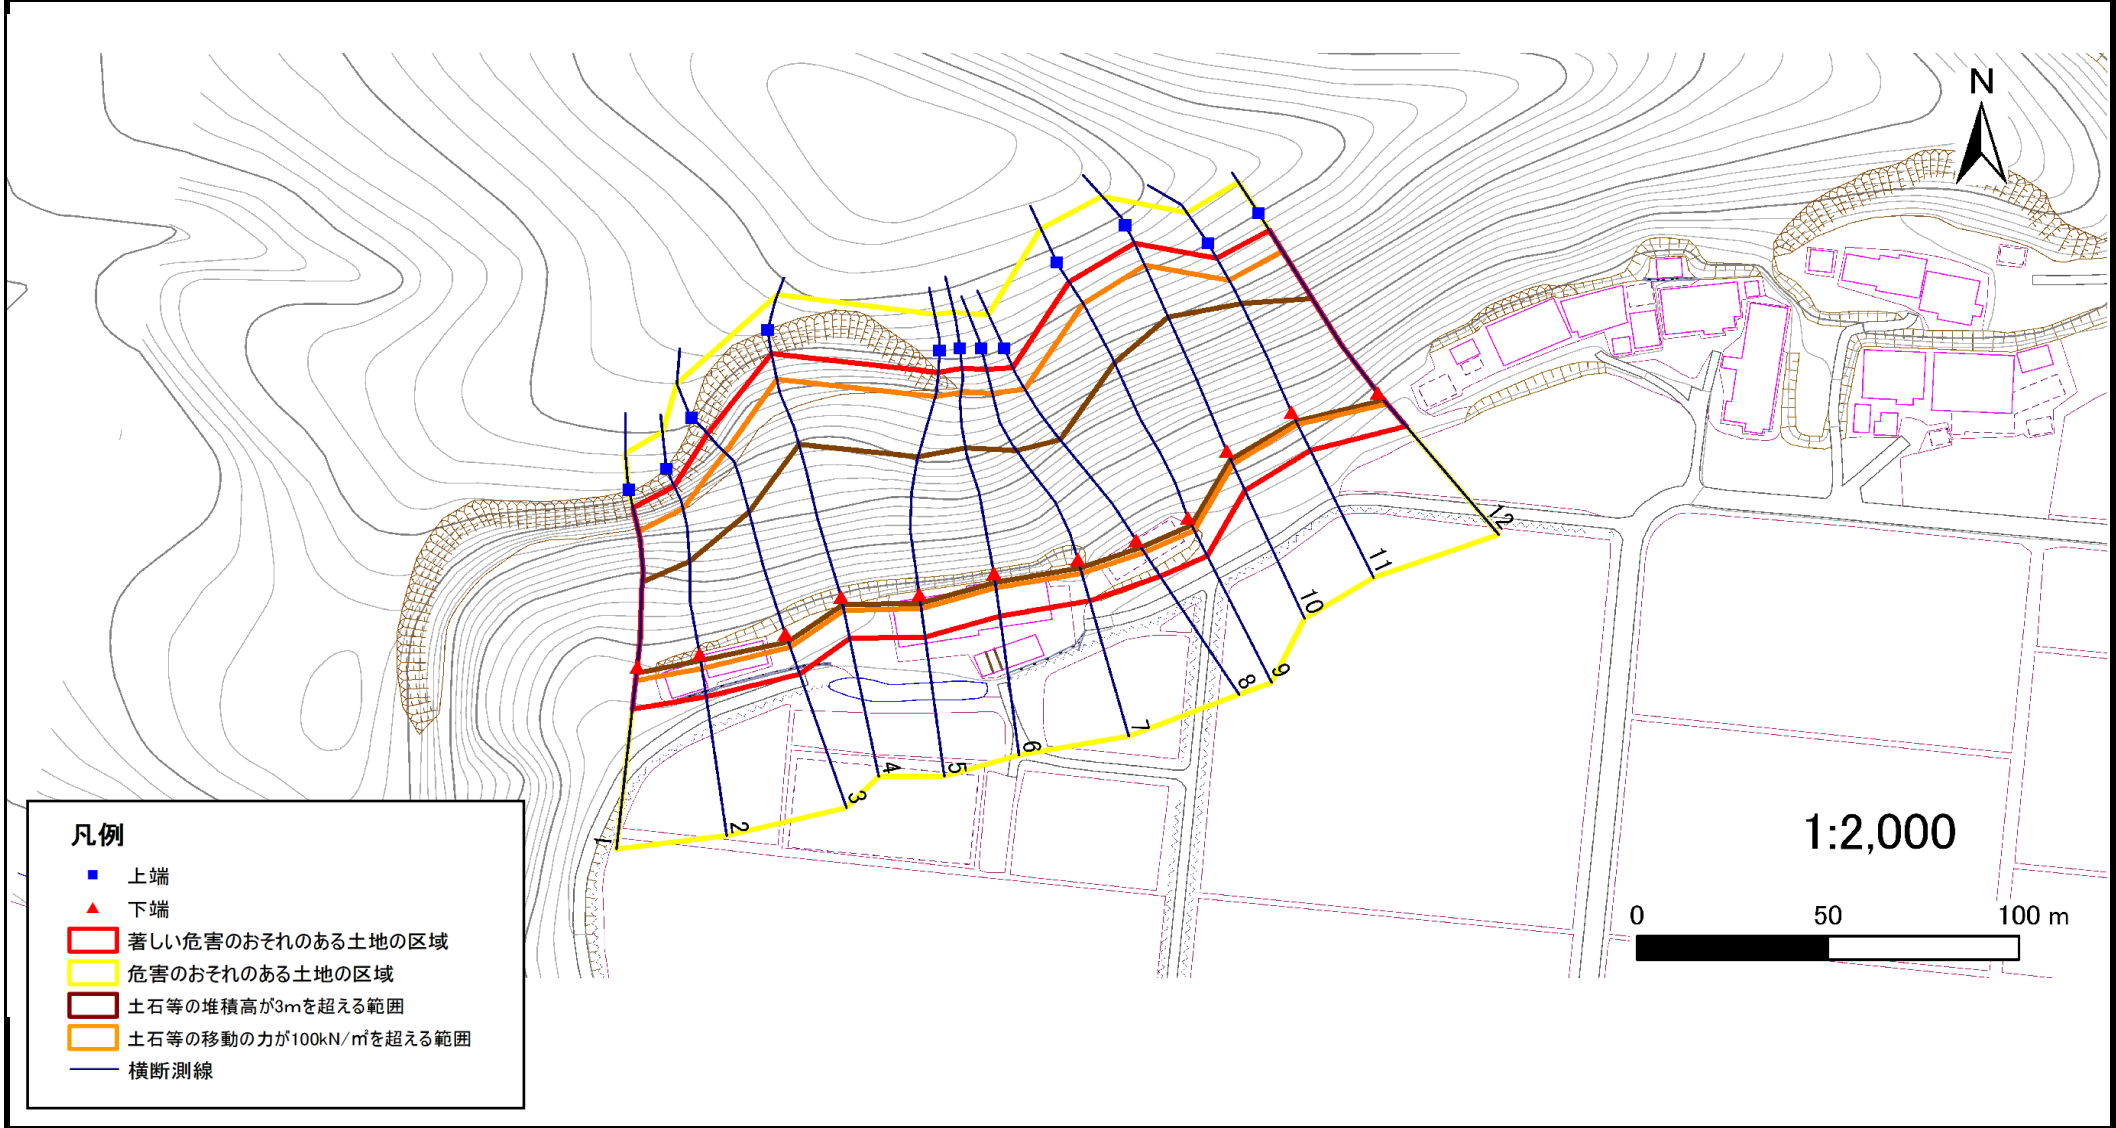 N
12
11
10
9
8
7
6
5
4
3
2
1
1:2,000
0 50 100 m
凡例
上端
下端
著しい危害のおそれのある土地の区域
危害のおそれのある土地の区域
土石等の堆積高が3mを超える範囲
土石等の移動の力が100kN/㎡を超える範囲
横断測線